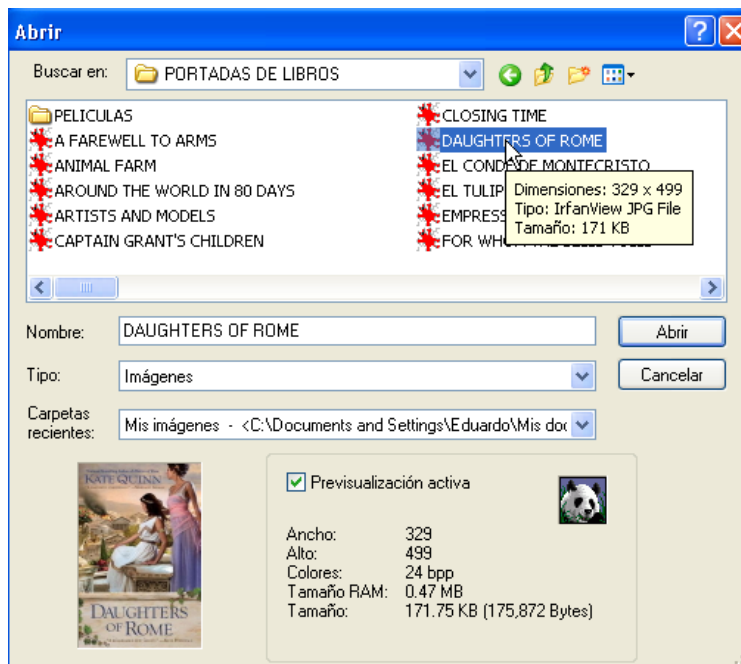 Abrir
Buscar en: PORTADAS DE LIBROS
PELICULAS
A FAREWELL TO ARMS
ANIMAL FARM
AROUND THE WORLD IN 80 DAYS
ARTISTS AND MODELS
CAPTAIN GRANT'S CHILDREN
CLOSING TIME
DAUGHTERS OF ROME
EL CONDE DE MONTECRISTO
EL TULIP
EMPRESS
FOR WHOM
Dimensiones: 329 x 499
Tipo: IrfanView JPG File
Tamaño: 171 KB
Nombre: DAUGHTERS OF ROME
Abrir
Tipo: Imágenes
Cancelar
Carpetas
recientes:
Mis imágenes - <C:\Documents and Settings\Eduardo\Mis doc
KATE QUINN
DAUGHTERS
OF ROME
Previsualización activa
Ancho: 329
Alto: 499
Colores: 24 bpp
Tamaño RAM: 0.47 MB
Tamaño: 171.75 KB (175,872 Bytes)